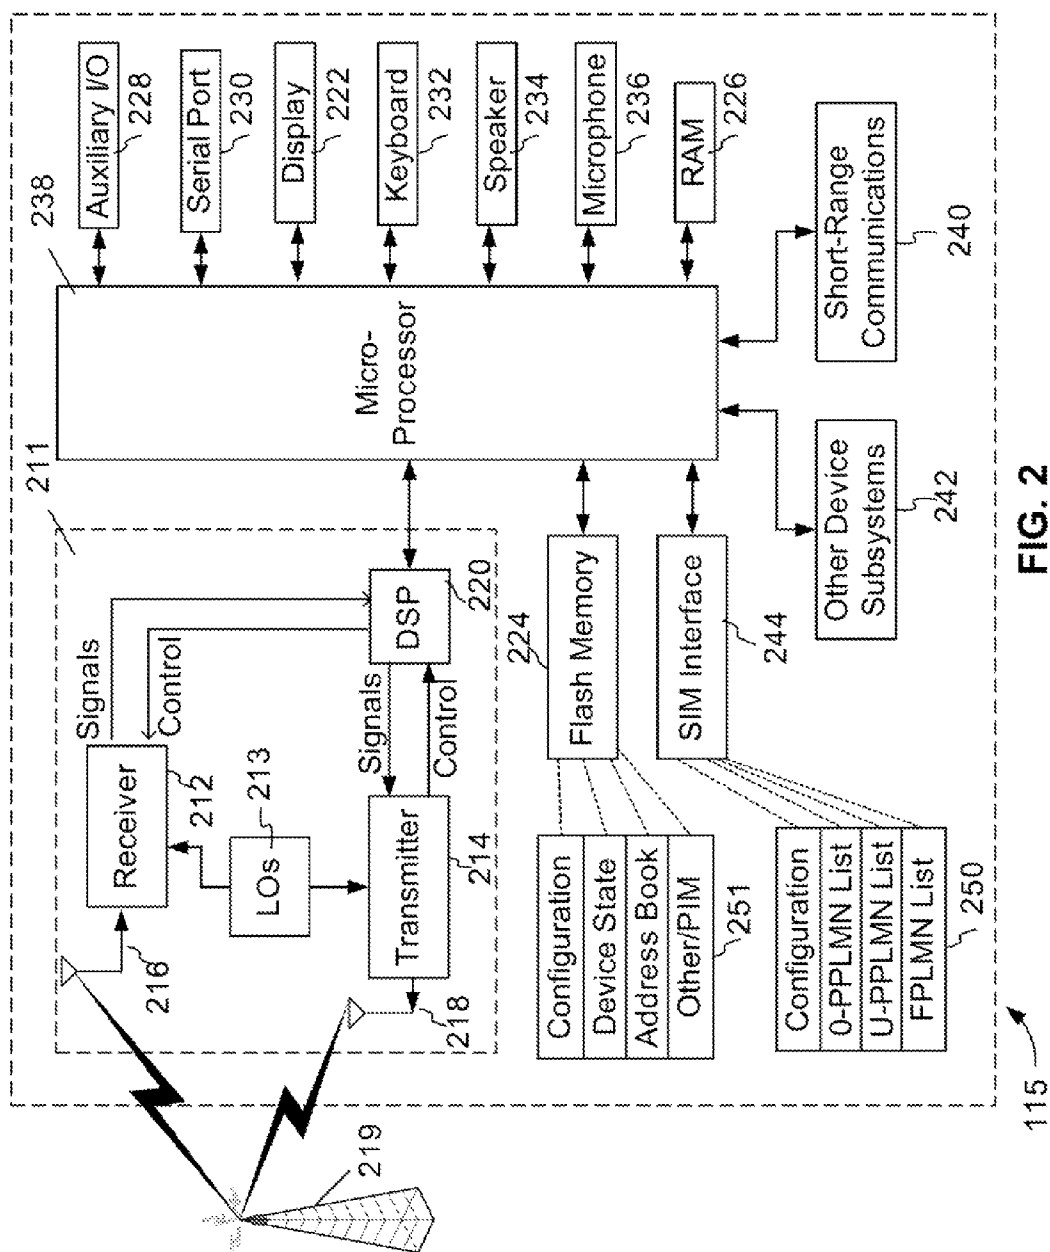 115
211
238
216
Receiver
212
Signals
Control
LOs
213
Transmitter
214
218
Signals
Control
DSP
220
219
Micro-
Processor
Auxiliary I/O
228
Serial Port
230
Display
222
Keyboard
232
Speaker
234
Microphone
236
RAM
226
Flash Memory
224
Configuration
Device State
Address Book
Other/PIM
251
SIM Interface
244
Configuration
0-PPLMN List
U-PPLMN List
FPLMN List
250
Other Device
Subsystems
242
Short-Range
Communications
240
FIG. 2